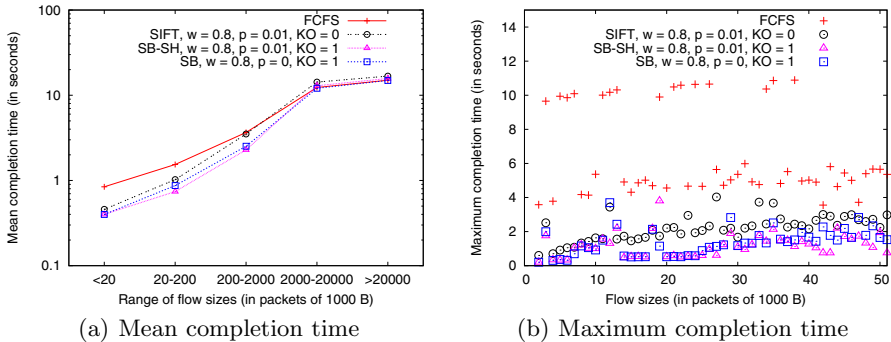 FCFS
SIFT, w = 0.8, p = 0.01, KO = 0
SB-SH, w = 0.8, p = 0.01, KO = 1
SB, w = 0.8, p = 0, KO = 1
Mean completion time (in seconds)
100
10
1
0.1
<20
20-200
200-2000
2000-20000
>20000
Range of flow sizes (in packets of 1000 B)
(a) Mean completion time
FCFS
SIFT, w = 0.8, p = 0.01, KO = 0
SB-SH, w = 0.8, p = 0.01, KO = 1
SB, w = 0.8, p = 0, KO = 1
Maximum completion time (in seconds)
14
12
10
8
6
4
2
0
0
10
20
30
40
50
Flow sizes (in packets of 1000 B)
(b) Maximum completion time